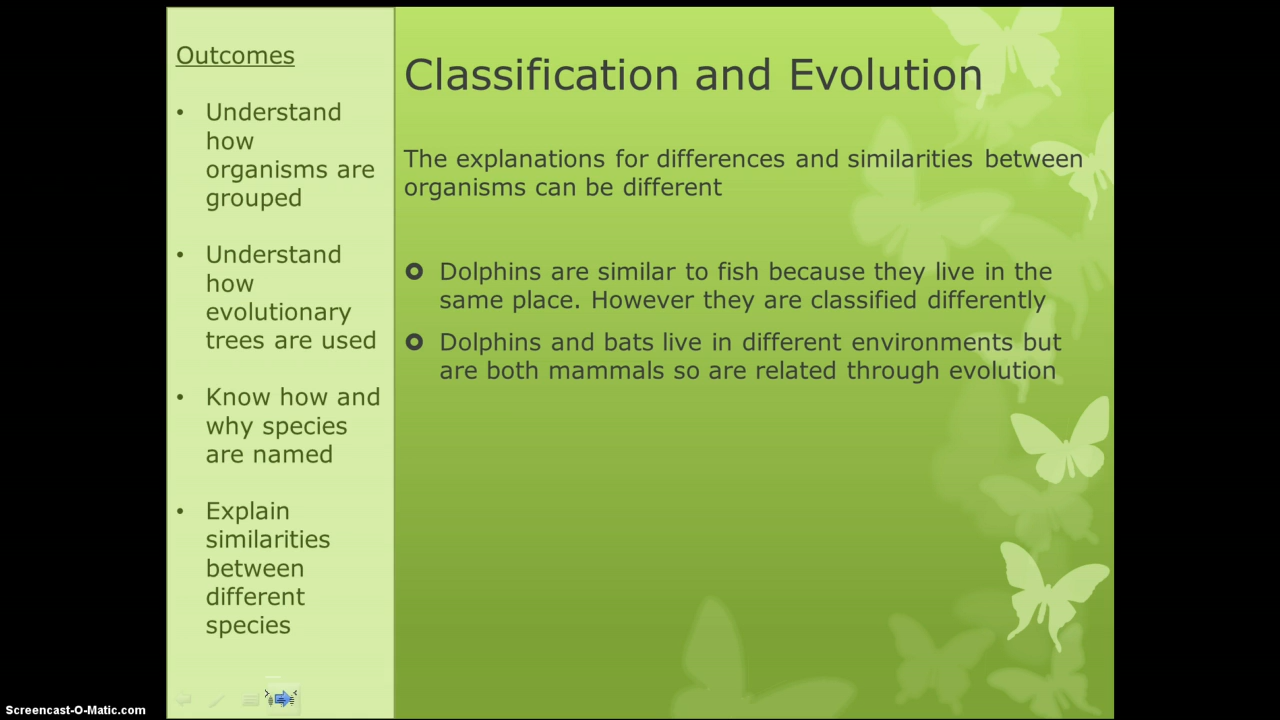 Outcomes
• Understand
how
organisms are
grouped
• Understand
how
evolutionary
trees are used
• Know how and
why species
are named
• Explain
similarities
between
different
species
Classification and Evolution
The explanations for differences and similarities between
organisms can be different
Dolphins are similar to fish because they live in the
same place. However they are classified differently
Dolphins and bats live in different environments but
are both mammals so are related through evolution
Screencast-O-Matic.com